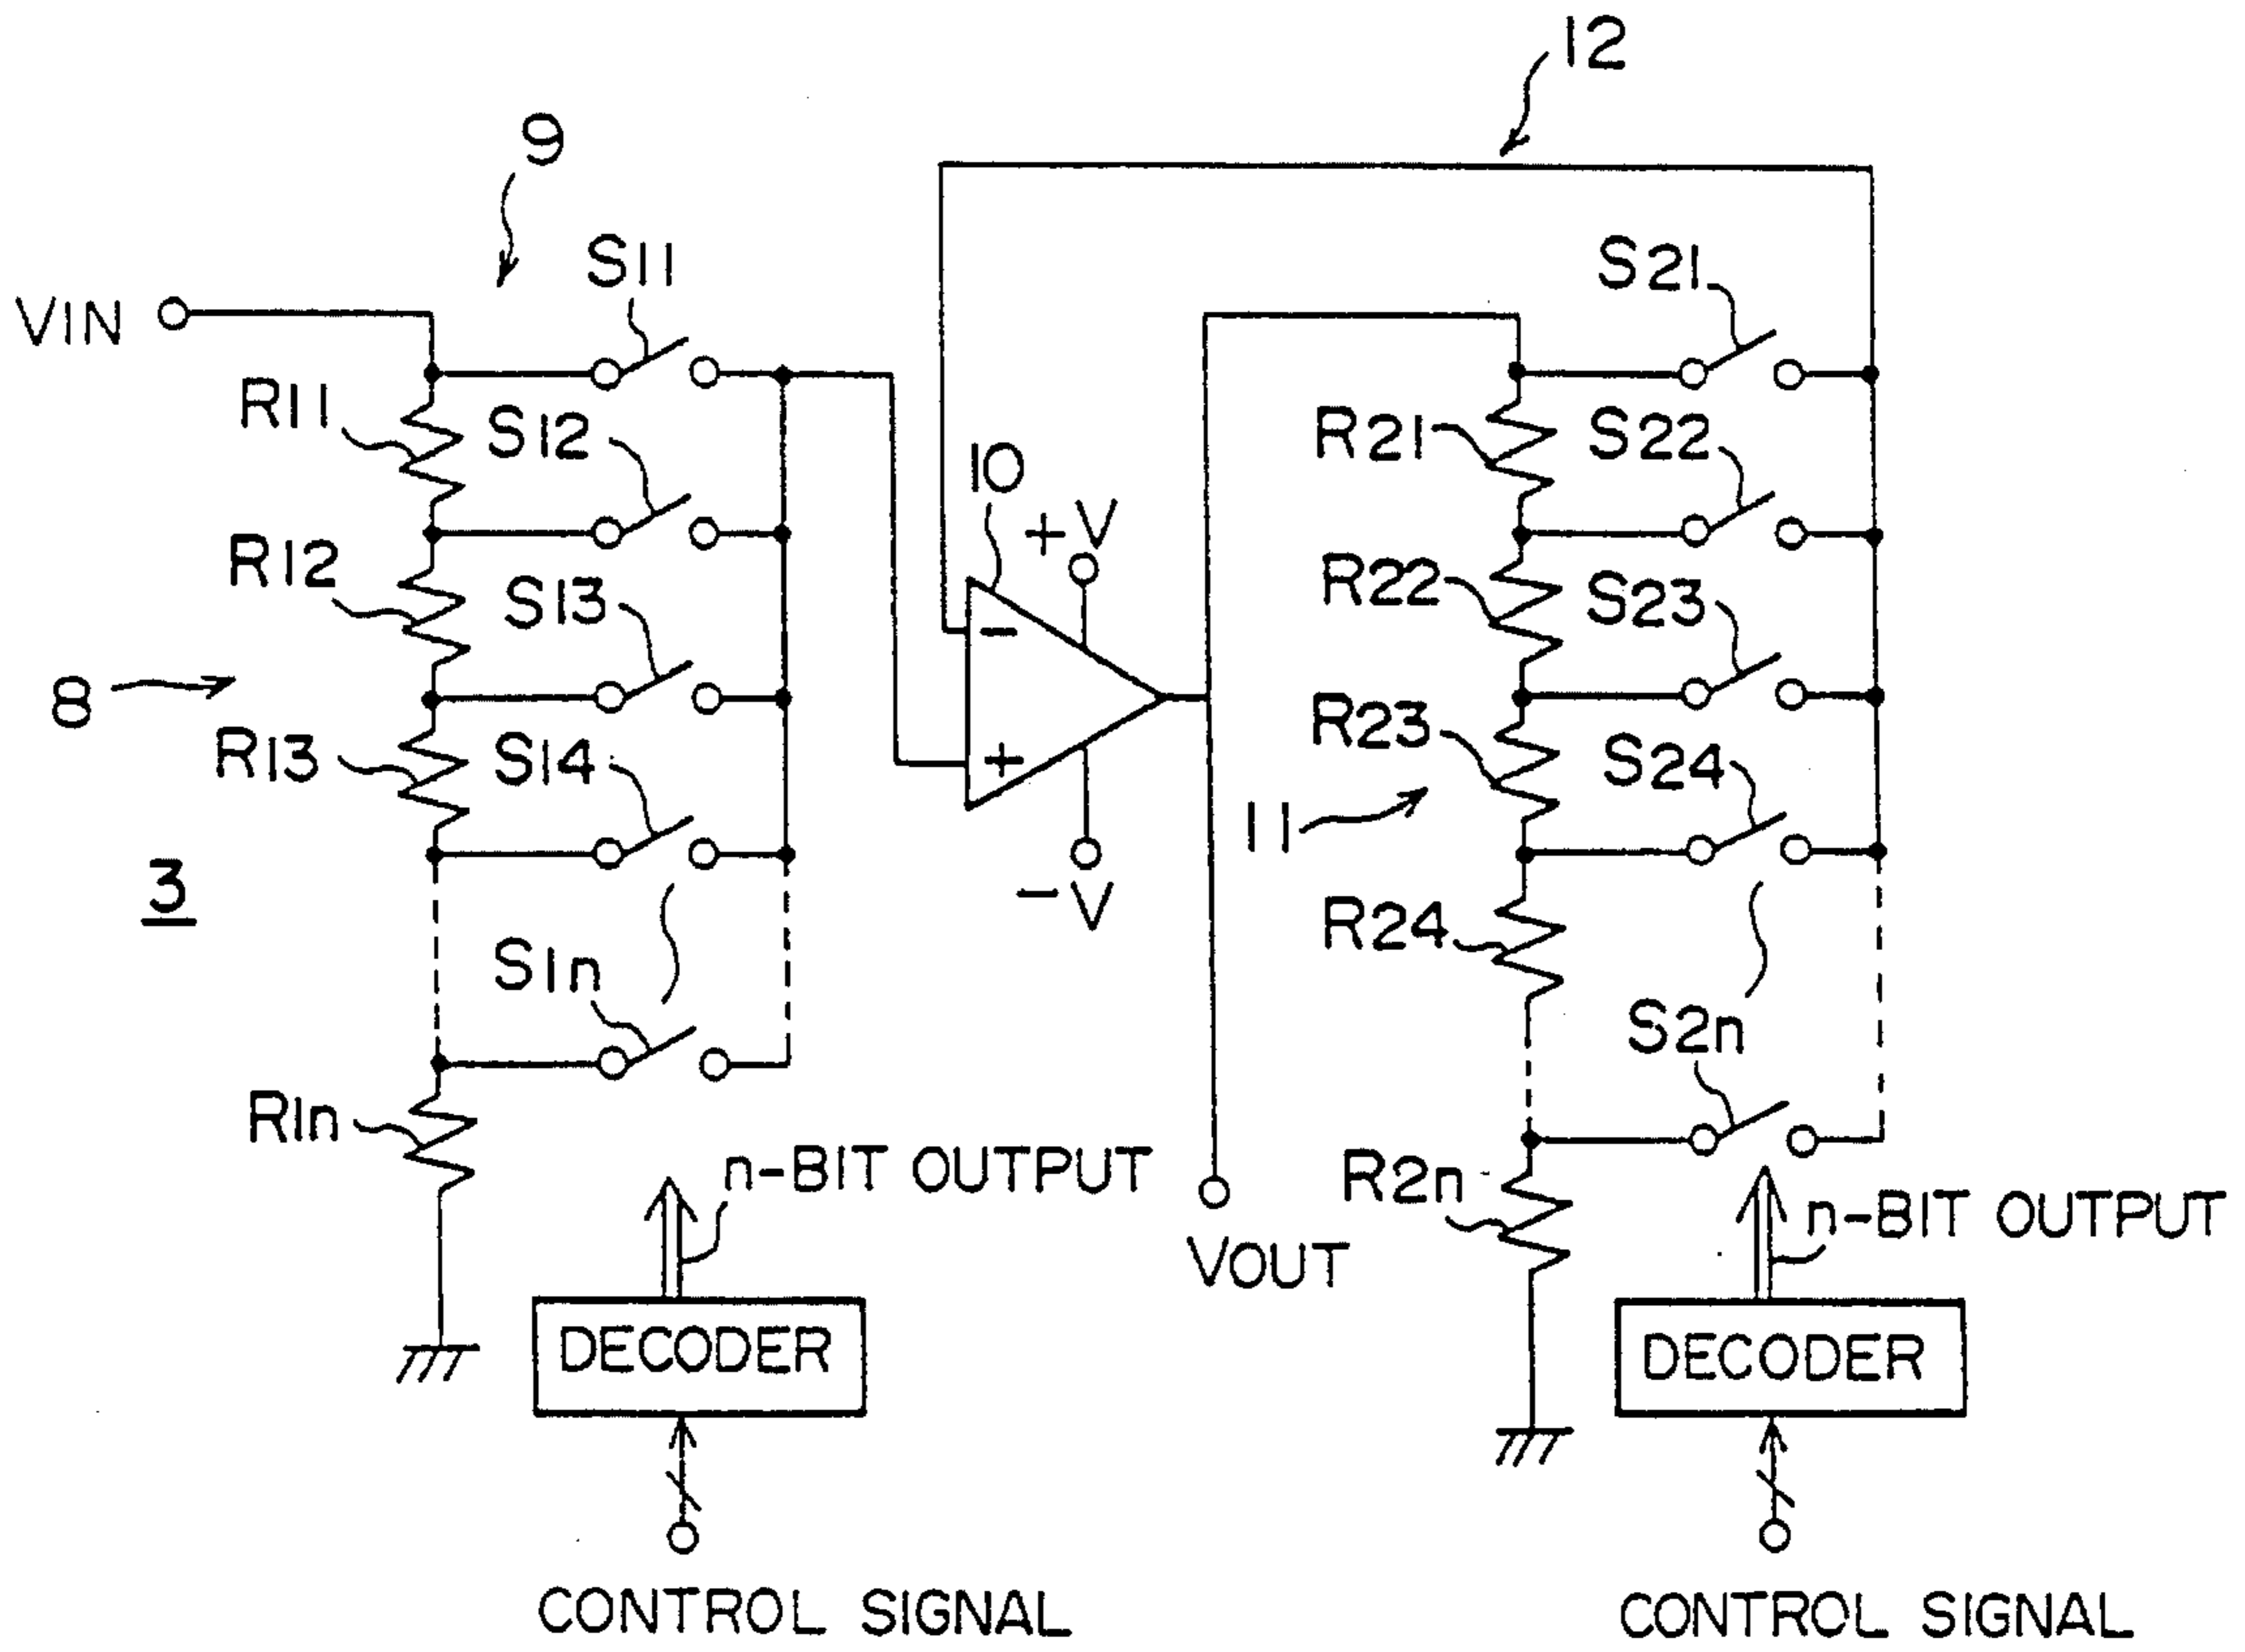 12
9
S11
S21
VIN
R11
S12
R21
S22
10
+V
R12
S13
R22
S23
-
8
R13
S14
R23
S24
+
11
3
-V
R24
S1n
S2n
R1n
n-BIT OUTPUT
R2n
n-BIT OUTPUT
VOUT
DECODER
DECODER
CONTROL SIGNAL
CONTROL SIGNAL